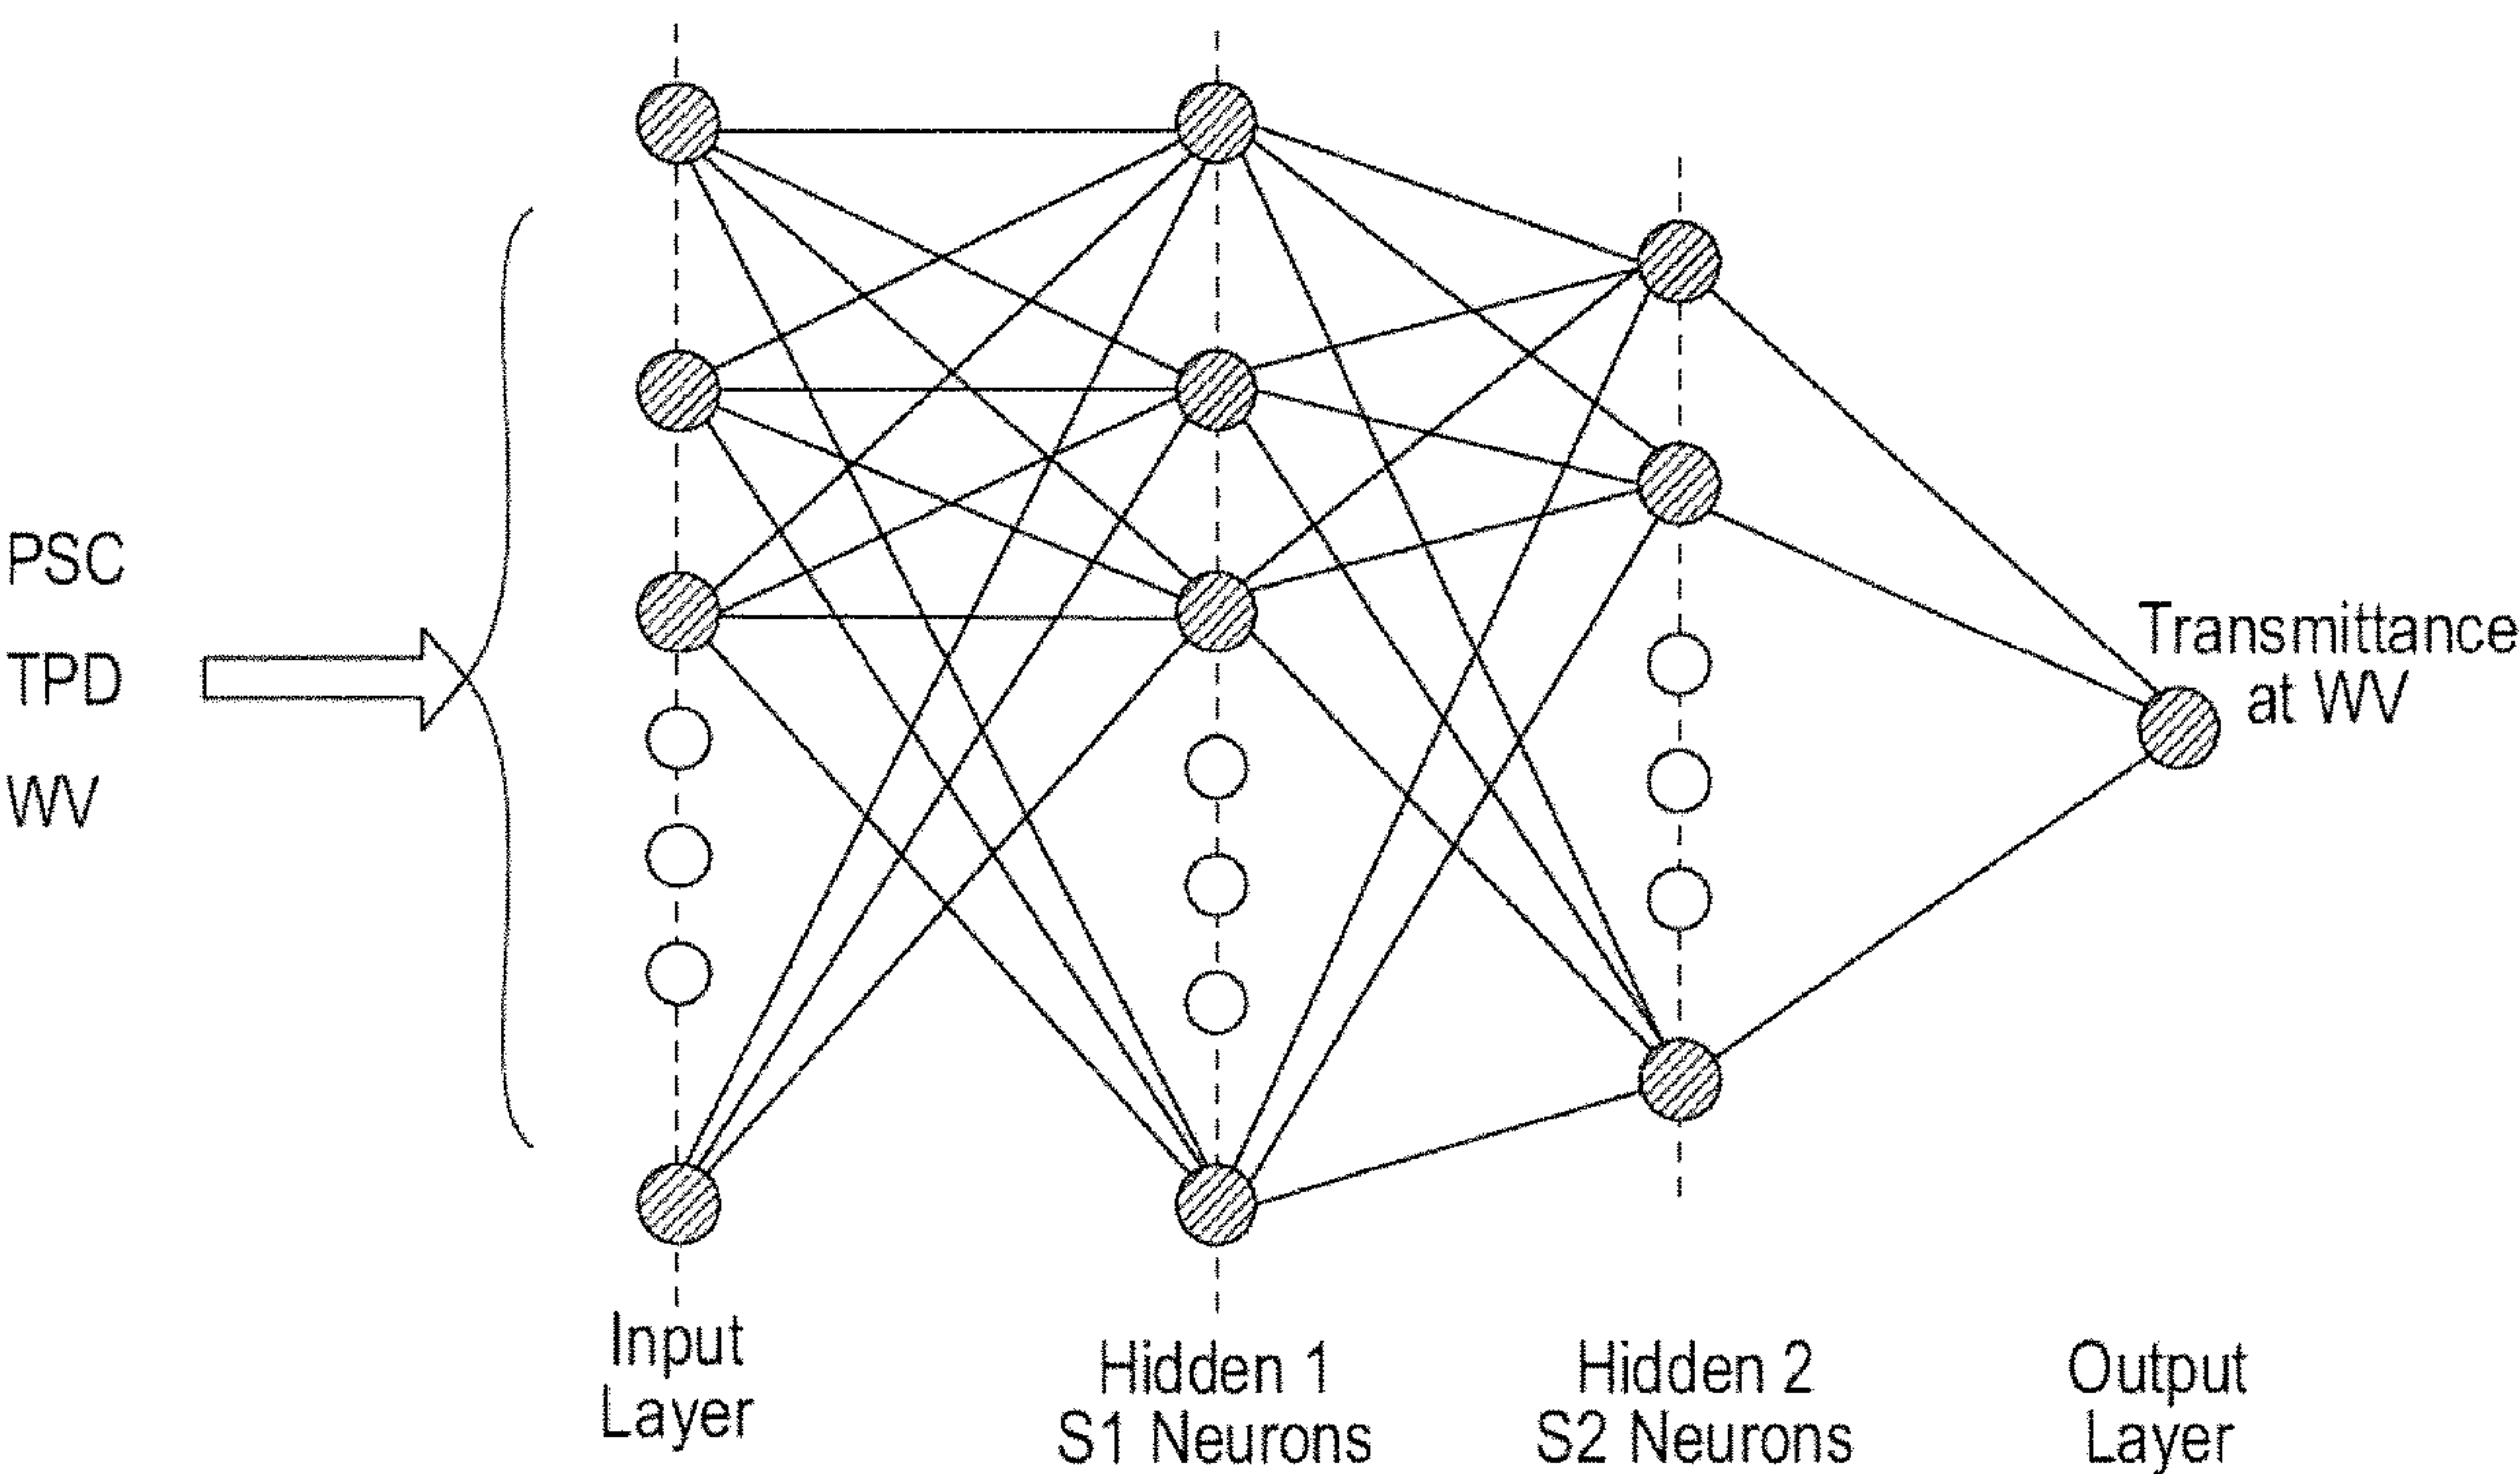 PSC
TPD
WV
Transmittance
at WV
Input
Layer
Hidden 1
S1 Neurons
Hidden 2
S2 Neurons
Output
Layer